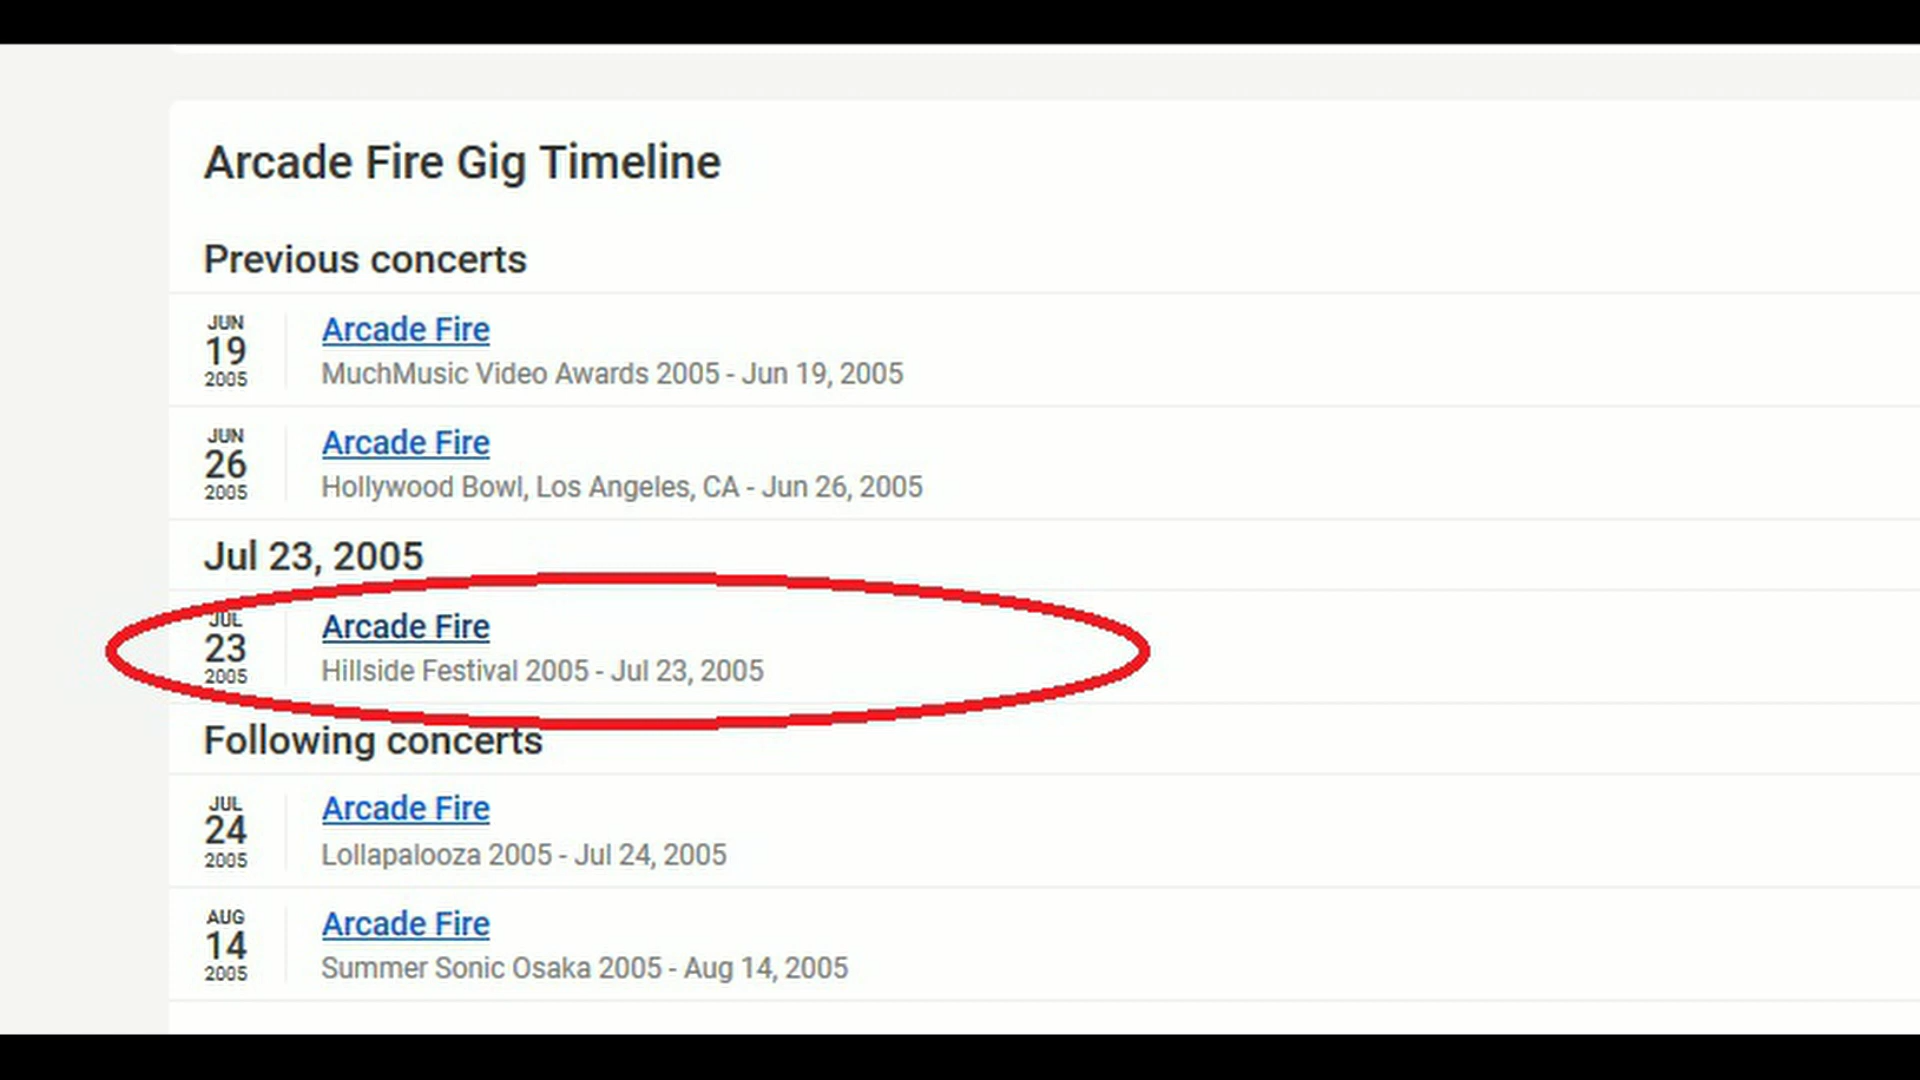 Arcade Fire Gig Timeline
Previous concerts
JUN
19
2005
Arcade Fire
MuchMusic Video Awards 2005 - Jun 19, 2005
JUN
26
2005
Arcade Fire
Hollywood Bowl, Los Angeles, CA - Jun 26, 2005
Jul 23, 2005
JUL
23
2005
Arcade Fire
Hillside Festival 2005 - Jul 23, 2005
Following concerts
JUL
24
2005
Arcade Fire
Lollapalooza 2005 - Jul 24, 2005
AUG
14
2005
Arcade Fire
Summer Sonic Osaka 2005 - Aug 14, 2005